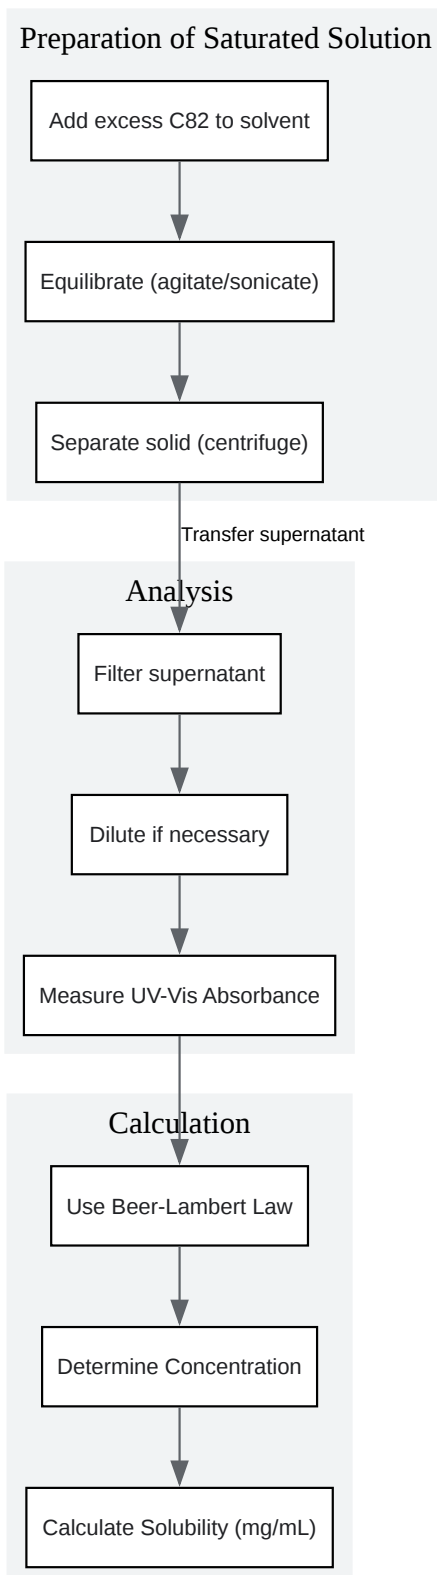 Preparation of Saturated Solution
Add excess C82 to solvent
Equilibrate (agitate/sonicate)
Separate solid (centrifuge)
Transfer supernatant
Analysis
Filter supernatant
Dilute if necessary
Measure UV-Vis Absorbance
Calculation
Use Beer-Lambert Law
Determine Concentration
Calculate Solubility (mg/mL)